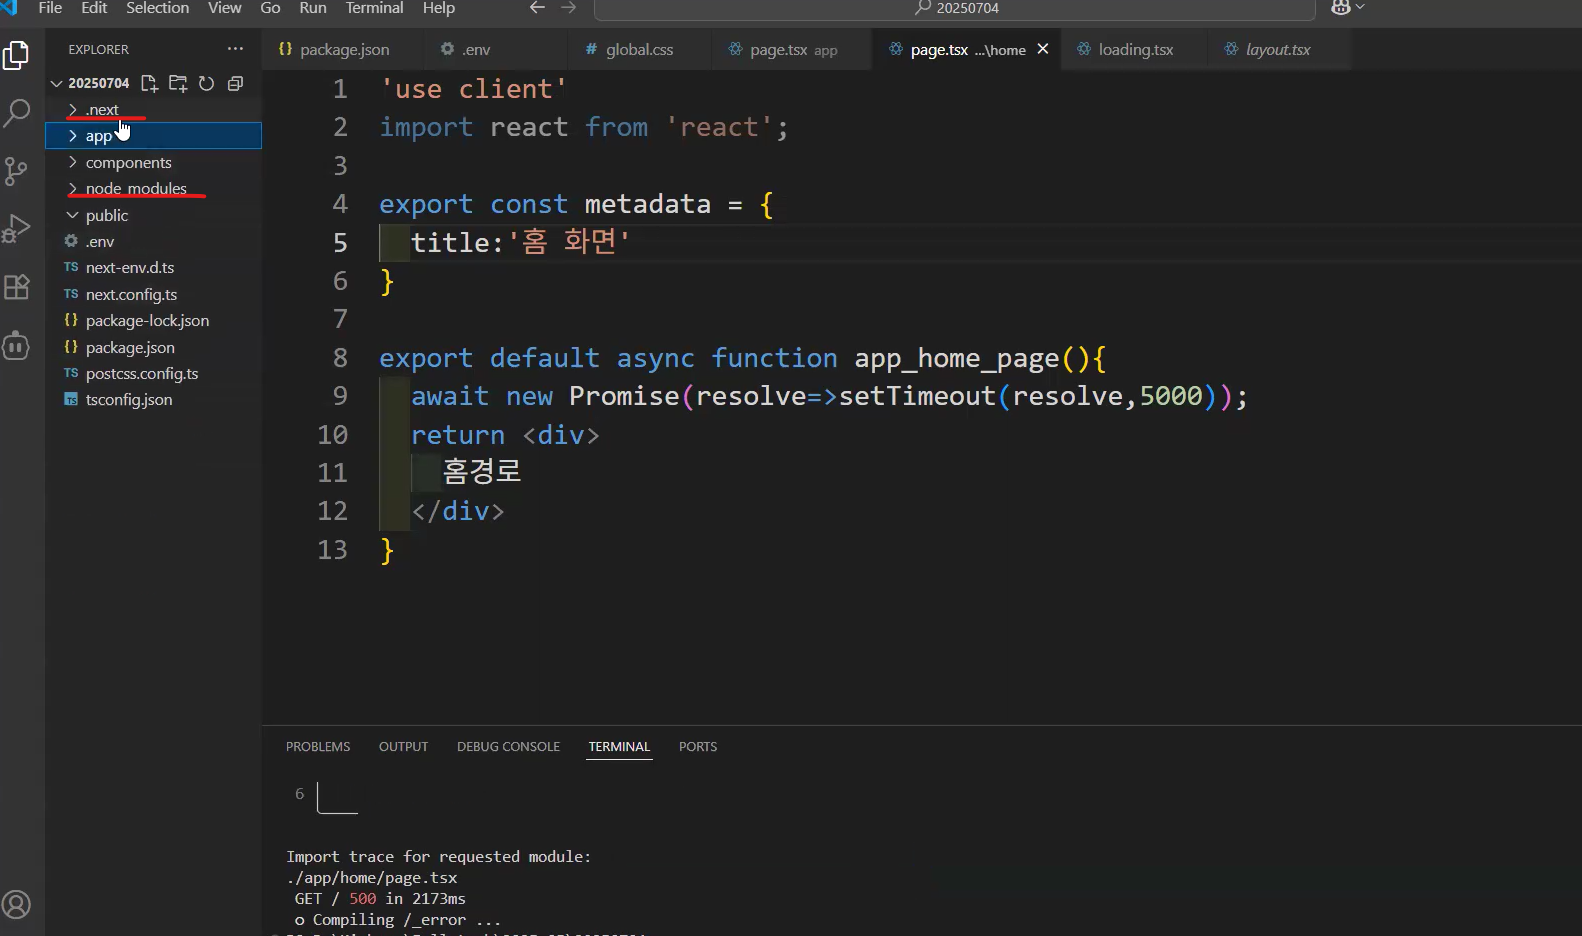 File Edit Selection View Go Run Terminal Help
20250704
EXPLORER
{} package.json
.env
# global.css
page.tsx app
page.tsx ...\home
loading.tsx
layout.tsx
20250704
.next
app
components
node_modules
public
.env
TS next-env.d.ts
TS next.config.ts
{} package-lock.json
{} package.json
TS postcss.config.ts
TS tsconfig.json
1 'use client'
2 import react from 'react';
3
4 export const metadata = {
5 title:'홈 화면'
6 }
7
8 export default async function app_home_page(){
9 await new Promise(resolve=>setTimeout(resolve,5000));
10 return <div>
11 홈경로
12 </div>
13 }
PROBLEMS OUTPUT DEBUG CONSOLE TERMINAL PORTS
6
Import trace for requested module:
./app/home/page.tsx
GET / 500 in 2173ms
o Compiling /_error ...